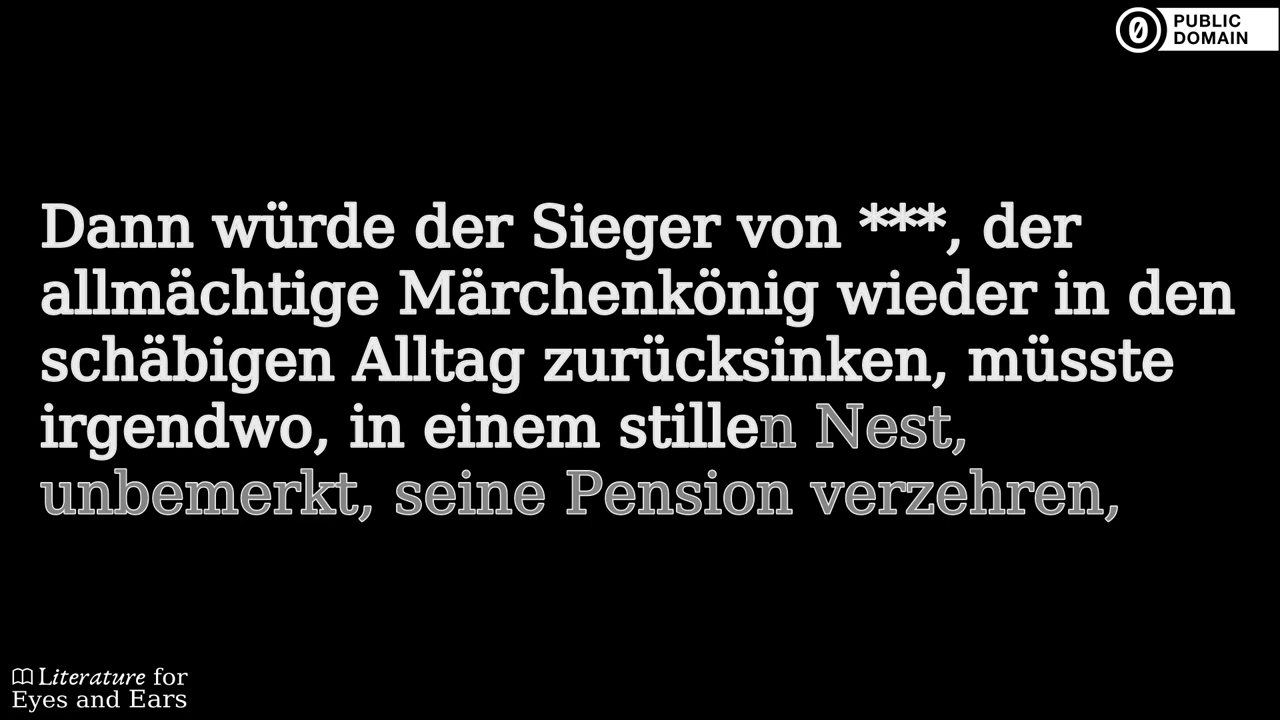 PUBLIC
DOMAIN
Dann würde der Sieger von ***, der
allmächtige Märchenkönig wieder in den
schäbigen Alltag zurücksinken, müsste
irgendwo, in einem stillen Nest,
unbemerkt, seine Pension verzehren,
Literature for
Eyes and Ears